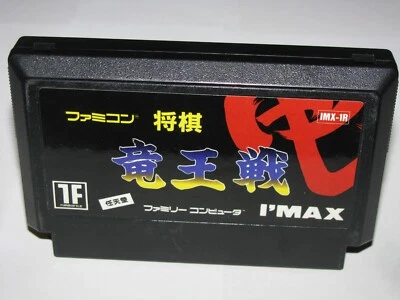 ファミコン 将棋
IMX-1R
竜王戦
1F
任天堂
ファミリー コンピュータ
I'MAX